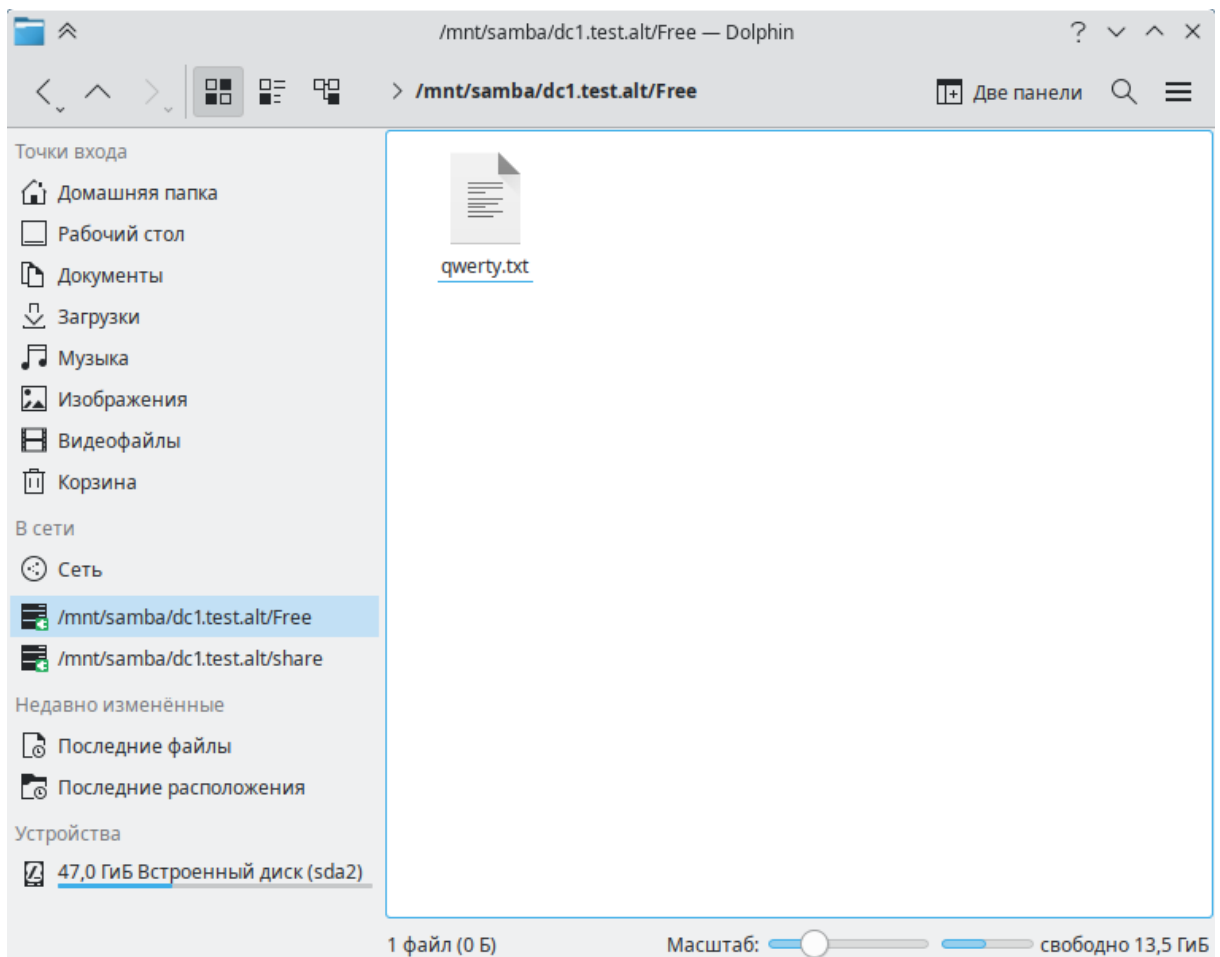 /mnt/samba/dc1.test.alt/Free — Dolphin
/mnt/samba/dc1.test.alt/Free
Две панели
Точки входа
Домашняя папка
Рабочий стол
Документы
Загрузки
Музыка
Изображения
Видеофайлы
Корзина
В сети
Сеть
/mnt/samba/dc1.test.alt/Free
/mnt/samba/dc1.test.alt/share
Недавно изменённые
Последние файлы
Последние расположения
Устройства
47,0 ГиБ Встроенный диск (sda2)
qwerty.txt
1 файл (0 Б)
Масштаб:
свободно 13,5 ГиБ